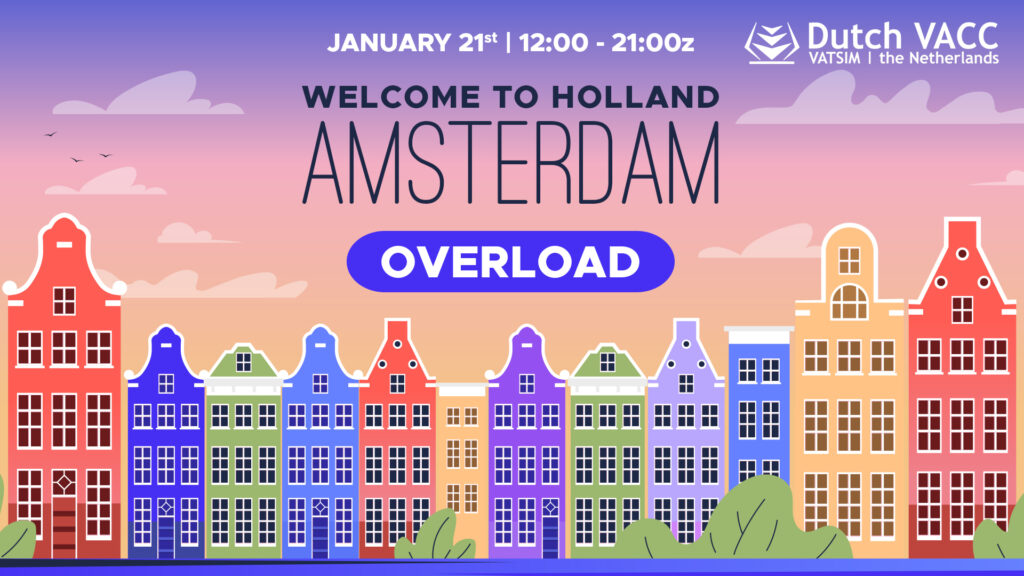 JANUARY 21st | 12:00 - 21:00z
Dutch VACC
VATSIM | the Netherlands
WELCOME TO HOLLAND
AMSTERDAM
OVERLOAD